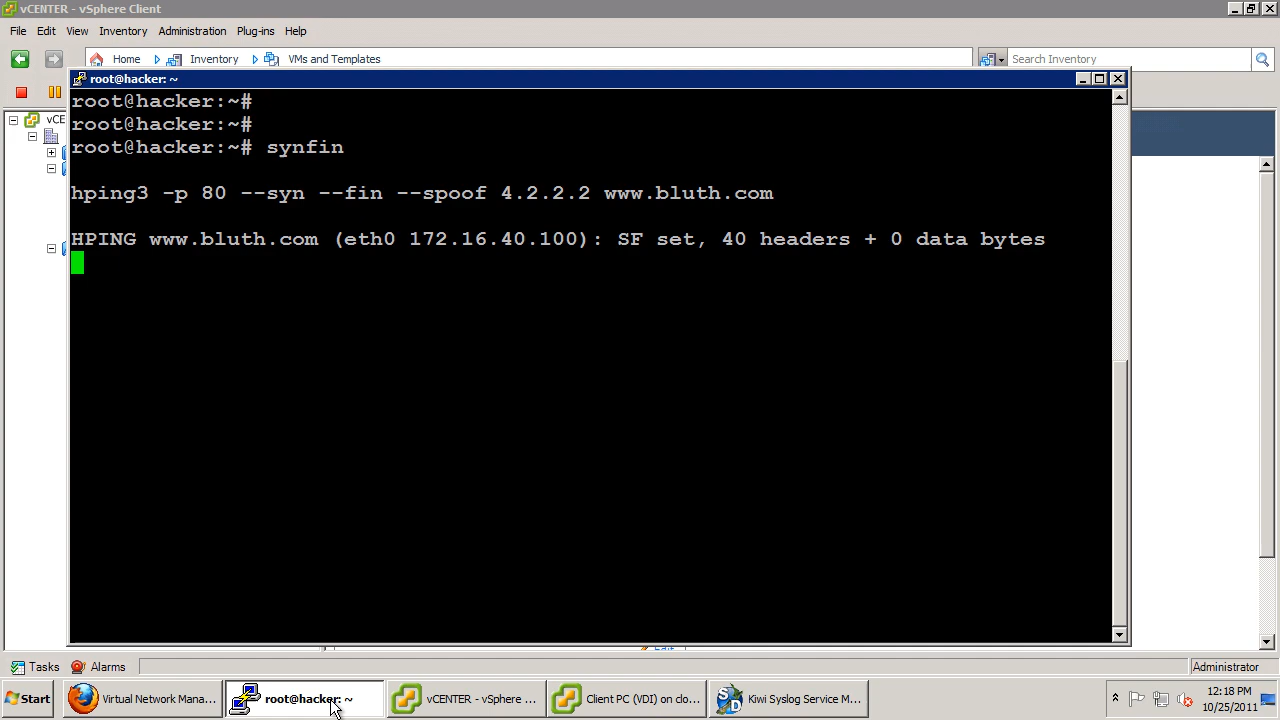 vCENTER - vSphere Client
File Edit View Inventory Administration Plug-ins Help
Home Inventory VMs and Templates Search Inventory
root@hacker: ~
vCE
root@hacker:~#
root@hacker:~#
root@hacker:~# synfin
hping3 -p 80 --syn --fin --spoof 4.2.2.2 www.bluth.com
HPING www.bluth.com (eth0 172.16.40.100): SF set, 40 headers + 0 data bytes
Tasks Alarms Administrator
Start Virtual Network Mana... root@hacker: ~ vCENTER - vSphere ... Client PC (VDI) on clo... Kiwi Syslog Service M... 12:18 PM
10/25/2011